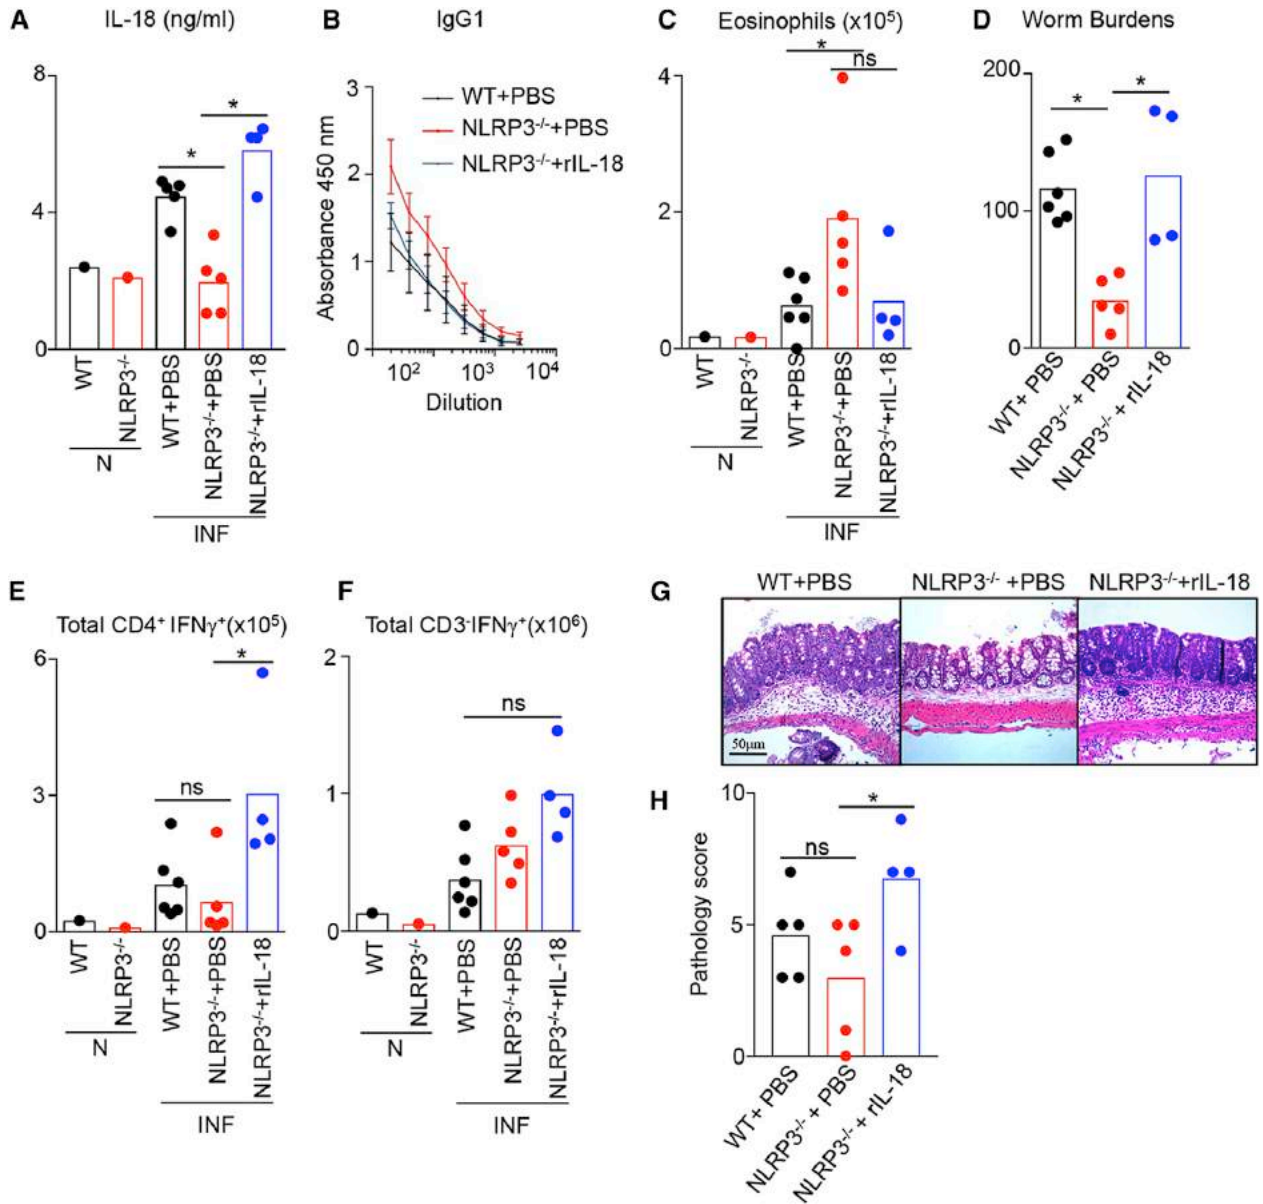 A IL-18 (ng/ml)
8
4
0
WT
NLRP3-/-
WT+PBS
NLRP3-/-+PBS
NLRP3-/-+rIL-18
N
INF
*
*
B IgG1
Absorbance 450 nm
3
2
1
0
WT+PBS
NLRP3-/-+PBS
NLRP3-/-+rIL-18
10² 10³ 10⁴
Dilution
C Eosinophils (x10⁵)
*
ns
4
2
0
WT
NLRP3-/-
WT+PBS
NLRP3-/-+PBS
NLRP3-/-+rIL-18
N
INF
D Worm Burdens
200
100
0
*
*
WT+ PBS
NLRP3-/-+ PBS
NLRP3-/-+ rIL-18
E
Total CD4⁺ IFNγ⁺(x10⁵)
6
3
0
*
ns
WT
NLRP3-/-
WT+PBS
NLRP3-/-+PBS
NLRP3-/-+rIL-18
N
INF
F
Total CD3⁻IFNγ⁺(x10⁶)
2
1
0
ns
WT
NLRP3-/-
WT+PBS
NLRP3-/-+PBS
NLRP3-/-+rIL-18
N
INF
G WT+PBS NLRP3-/- +PBS NLRP3-/-+rIL-18
50µm
H
Pathology score
10
5
0
*
ns
WT+ PBS
NLRP3-/-+ PBS
NLRP3-/-+ rIL-18